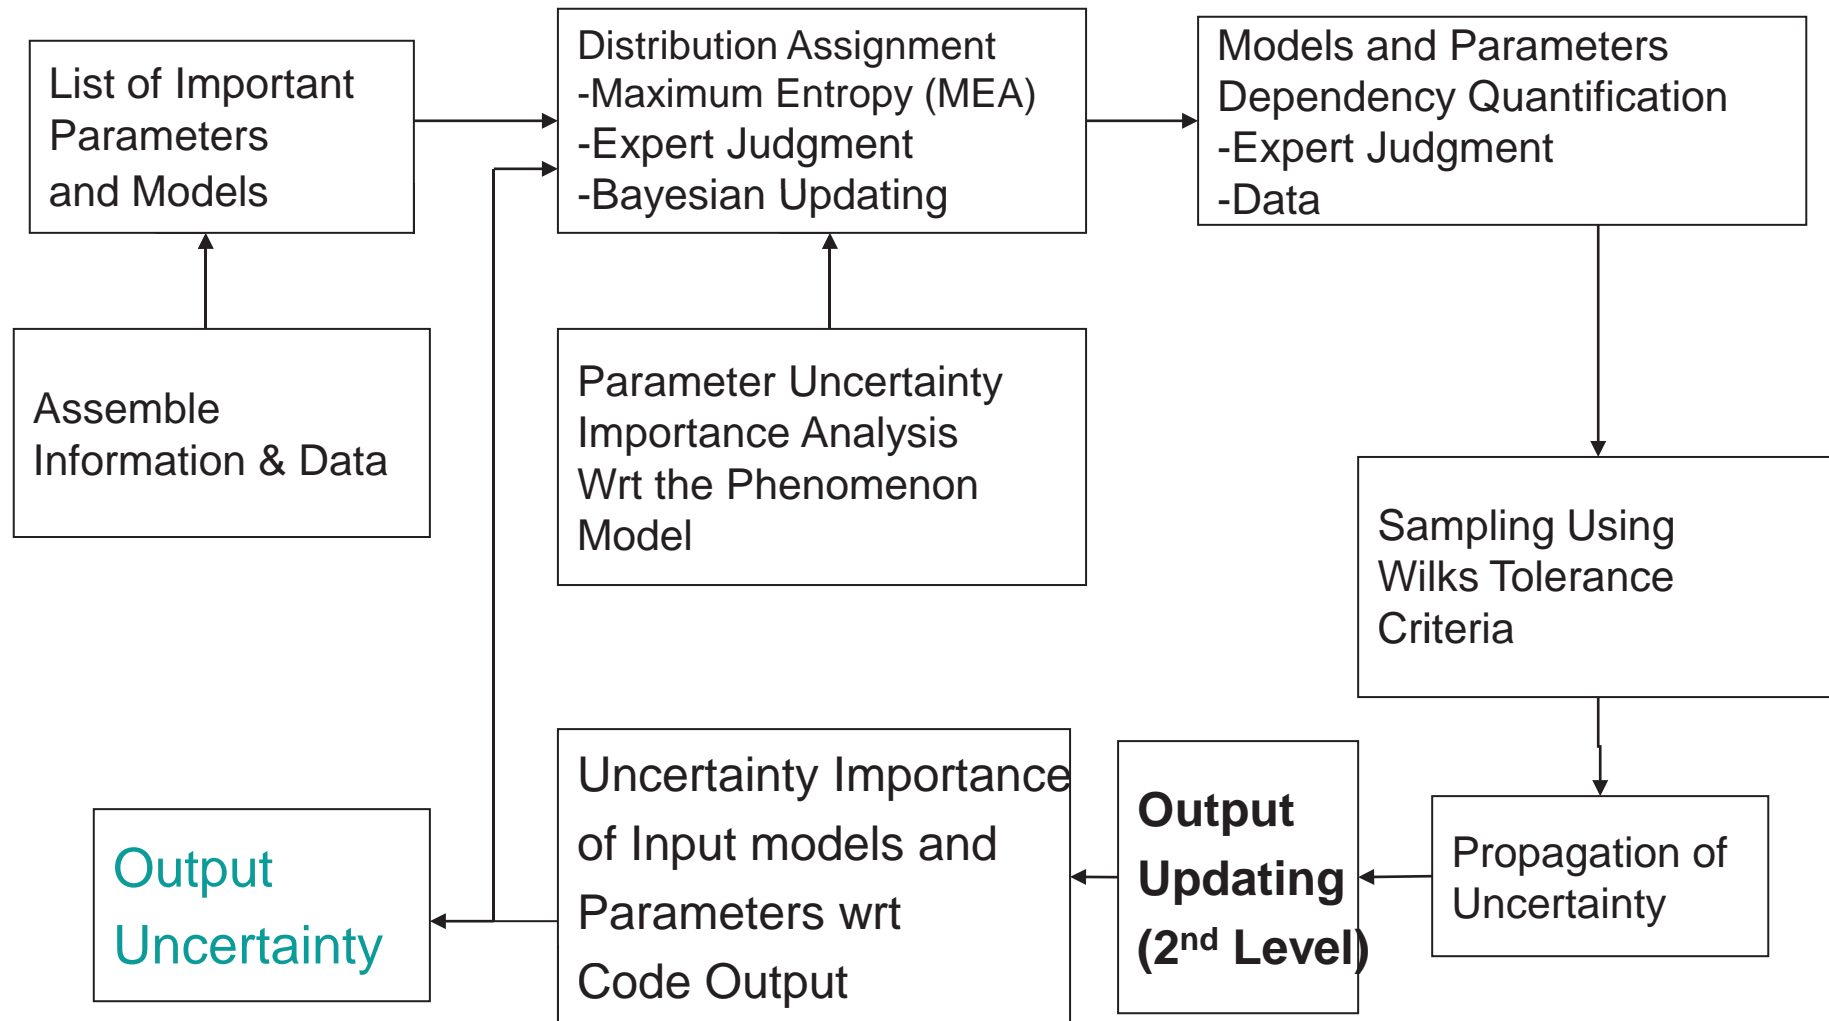 List of Important
Parameters
and Models
Distribution Assignment
-Maximum Entropy (MEA)
-Expert Judgment
-Bayesian Updating
Models and Parameters
Dependency Quantification
-Expert Judgment
-Data
Assemble
Information & Data
Parameter Uncertainty
Importance Analysis
Wrt the Phenomenon
Model
Sampling Using
Wilks Tolerance
Criteria
Output
Uncertainty
Uncertainty Importance
of Input models and
Parameters wrt
Code Output
Output
Updating
(2nd Level)
Propagation of
Uncertainty